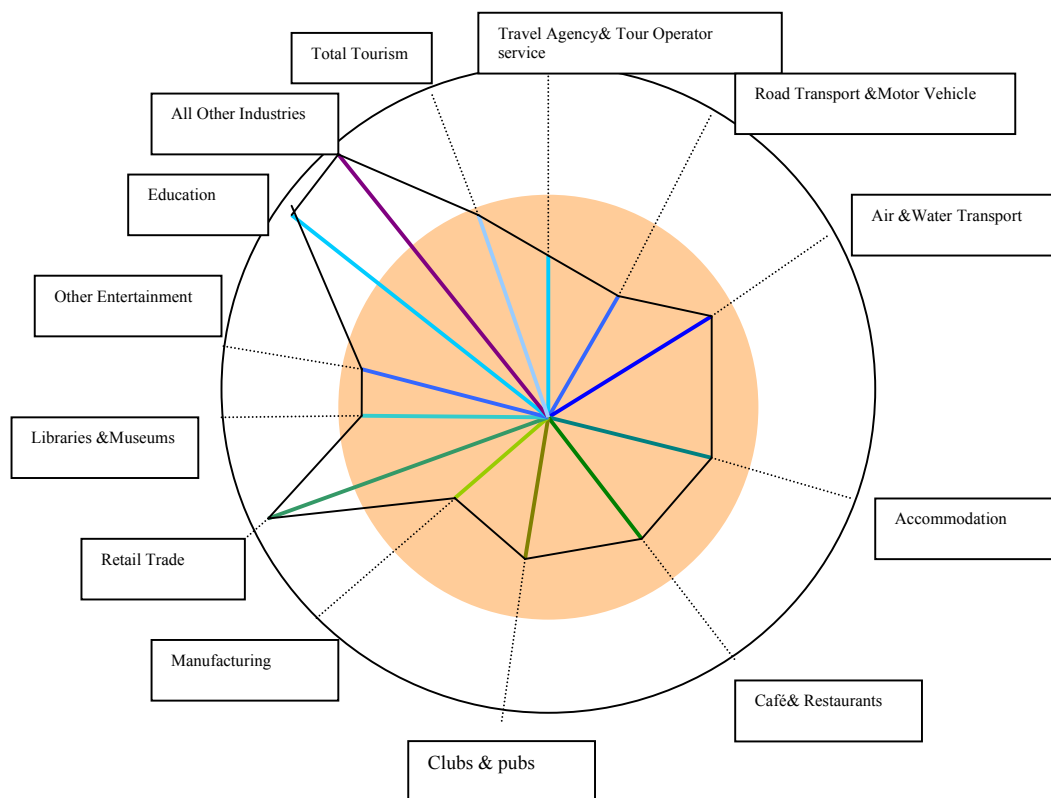 Travel Agency& Tour Operator
service
Total Tourism
Road Transport &Motor Vehicle
All Other Industries
Education
Air &Water Transport
Other Entertainment
Libraries &Museums
Accommodation
Retail Trade
Manufacturing
Café& Restaurants
Clubs & pubs